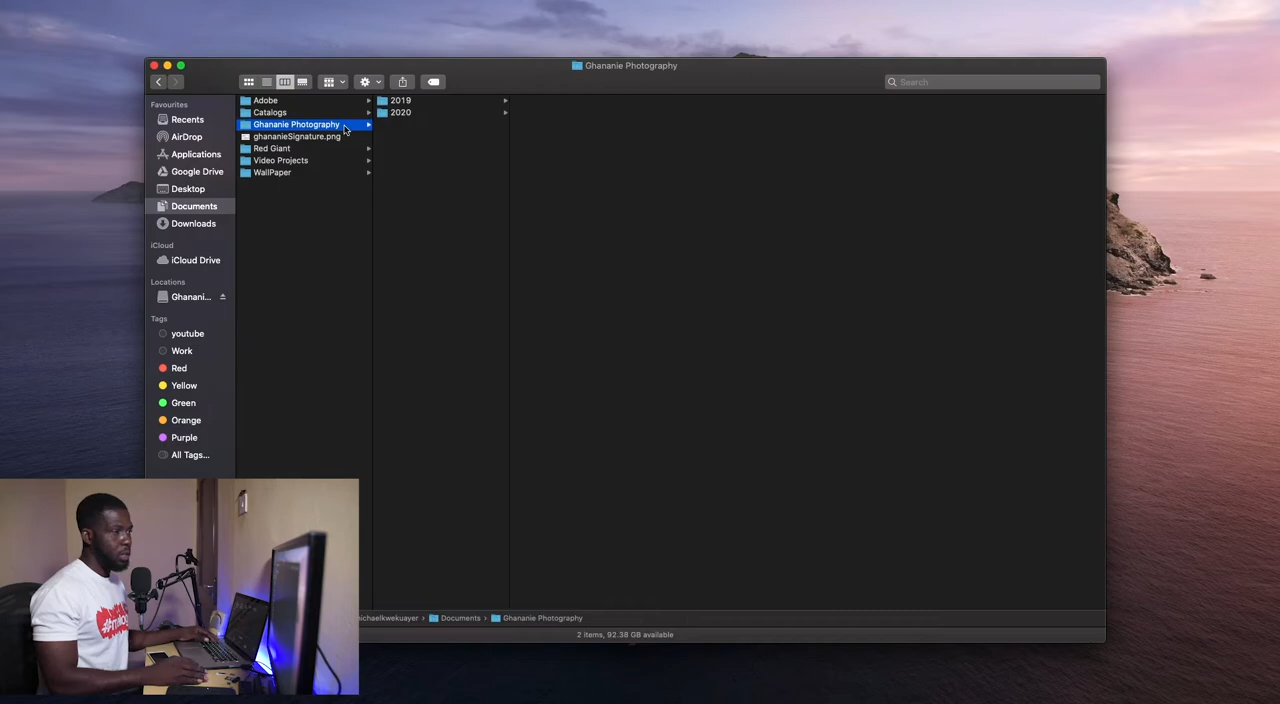 Ghananie Photography
Search
Favourites
Recents
AirDrop
Applications
Google Drive
Desktop
Documents
Downloads
iCloud
iCloud Drive
Locations
Ghanani...
Tags
youtube
Work
Red
Yellow
Green
Orange
Purple
All Tags...
Adobe
Catalogs
Ghananie Photography
ghananieSignature.png
Red Giant
Video Projects
WallPaper
2019
2020
ichaelkwekuayer › Documents › Ghananie Photography
2 items, 92.38 GB available